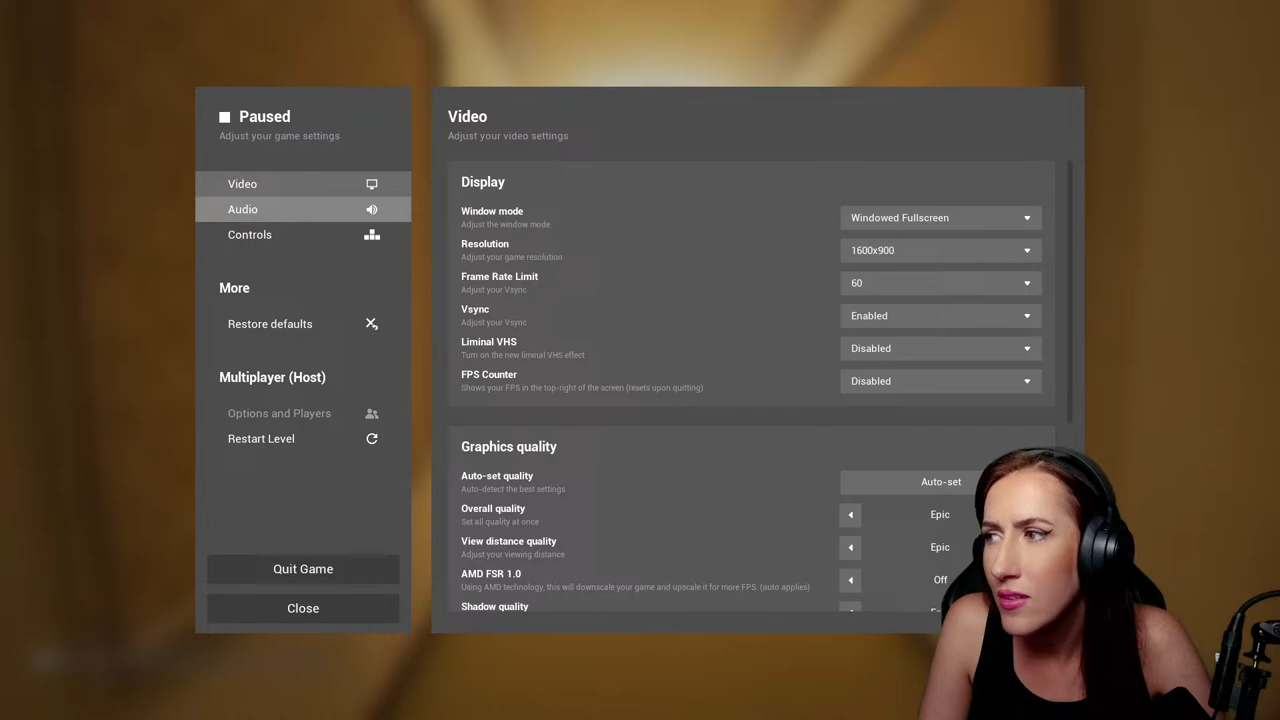 Paused
Adjust your game settings
Video
Audio
Controls
More
Restore defaults
Multiplayer (Host)
Options and Players
Restart Level
Quit Game
Close
Video
Adjust your video settings
Display
Window mode
Adjust the window mode
Windowed Fullscreen
Resolution
Adjust your game resolution
1600x900
Frame Rate Limit
Adjust your Vsync
60
Vsync
Adjust your Vsync
Enabled
Liminal VHS
Turn on the new liminal VHS effect
Disabled
FPS Counter
Shows your FPS in the top-right of the screen (resets upon quitting)
Disabled
Graphics quality
Auto-set quality
Auto-detect the best settings
Auto-set
Overall quality
Set all quality at once
Epic
View distance quality
Adjust your viewing distance
Epic
AMD FSR 1.0
Using AMD technology, this will downscale your game and upscale it for more FPS. (auto applies)
Off
Shadow quality